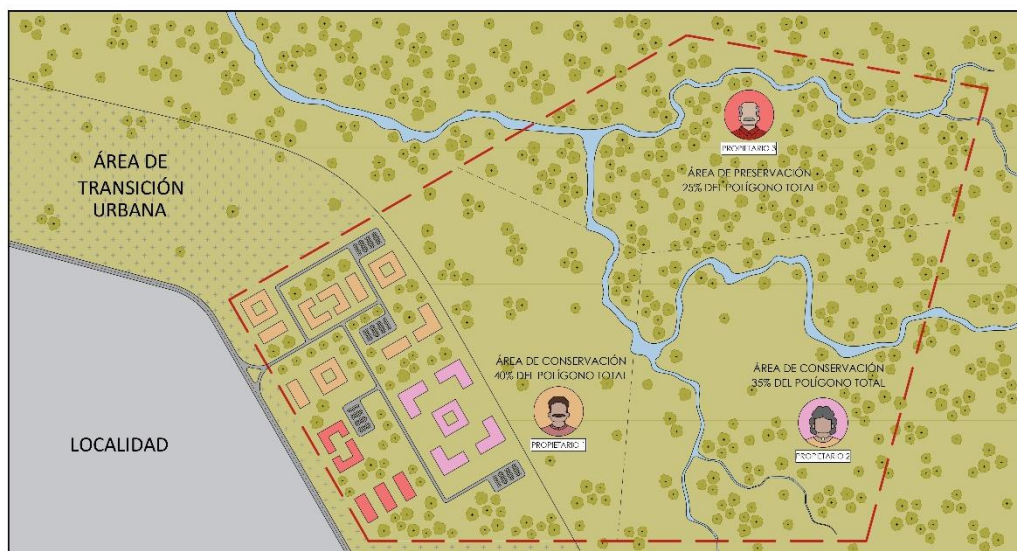 ÁREA DE
TRANSICIÓN
URBANA
LOCALIDAD
PROPIETARIO 3
ÁREA DE PRESERVACIÓN
25% DEL POLÍGONO TOTAL
ÁREA DE CONSERVACIÓN
40% DEL POLÍGONO TOTAL
PROPIETARIO 1
ÁREA DE CONSERVACIÓN
35% DEL POLÍGONO TOTAL
PROPIETARIO 2